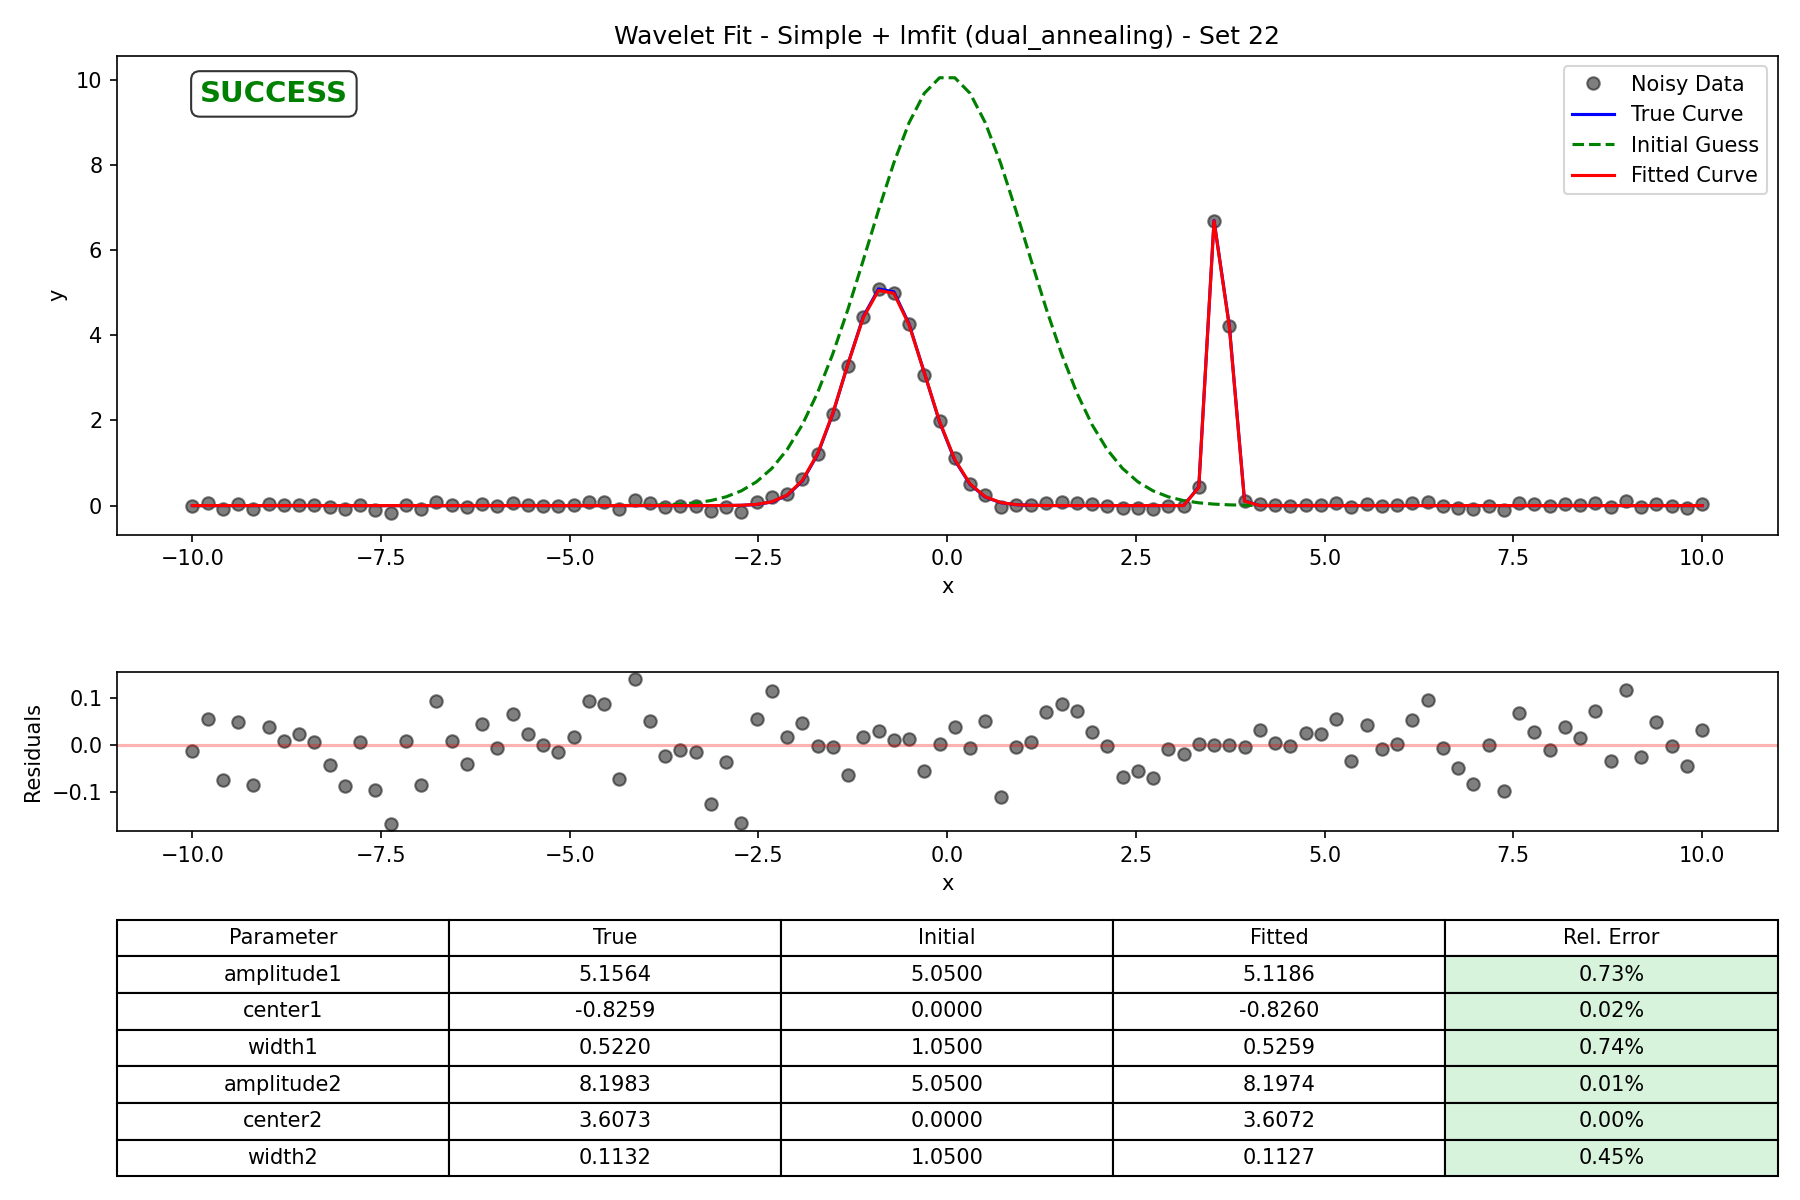 Wavelet Fit - Simple + lmfit (dual_annealing) - Set 22
SUCCESS
Noisy Data
True Curve
Initial Guess
Fitted Curve
y
10
8
6
4
2
0
−10.0 −7.5 −5.0 −2.5 0.0 2.5 5.0 7.5 10.0
x
Residuals
0.1
0.0
−0.1
−10.0 −7.5 −5.0 −2.5 0.0 2.5 5.0 7.5 10.0
x
Parameter True Initial Fitted Rel. Error
amplitude1 5.1564 5.0500 5.1186 0.73%
center1 -0.8259 0.0000 -0.8260 0.02%
width1 0.5220 1.0500 0.5259 0.74%
amplitude2 8.1983 5.0500 8.1974 0.01%
center2 3.6073 0.0000 3.6072 0.00%
width2 0.1132 1.0500 0.1127 0.45%